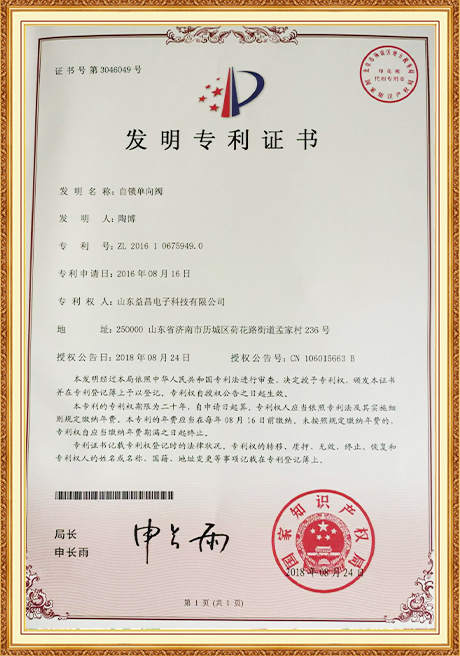 证书号第3046049号
印花税
代扣专用章
发明专利证书
发 明 名 称：自锁单向阀
发 明 人：陶博
专 利 号：ZL 2016 1 0675949.0
专利申请日：2016年08月16日
专 利 权 人：山东益昌电子科技有限公司
地 址：250000 山东省济南市历城区荷花路街道孟家村236号
授权公告日：2018年08月24日 授权公告号：CN 106015663 B
本发明经过本局依照中华人民共和国专利法进行审查，决定授予专利权，颁发本证书
并在专利登记簿上予以登记，专利权自授权公告之日起生效。
本专利的专利权期限为二十年，自申请日起算。专利权人应当依照专利法及其实施细
则规定缴纳年费。本专利的年费应当在每年08月16日前缴纳。未按照规定缴纳年费的，
专利权自应当缴纳年费期满之日起终止。
专利证书记载专利权登记时的法律状况。专利权的转移、质押、无效、终止、恢复和
专利权人的姓名或名称、国籍、地址变更等事项记载在专利登记簿上。
局长
申长雨
申长雨
国家知识产权局
2018年08月24日
第 1 页 (共 1 页)